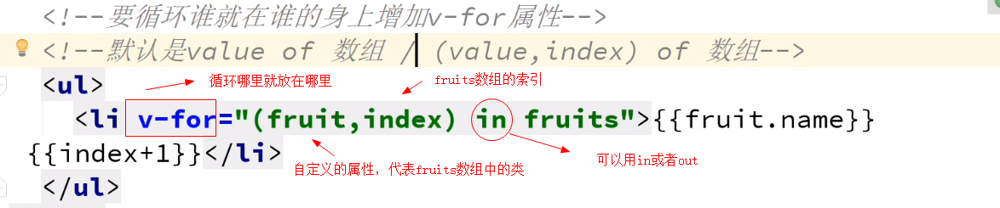 <!--要循环谁就在谁的身上增加v-for属性-->
<!--默认是value of 数组 / (value,index) of 数组-->
<ul>
循环哪里就放在哪里
fruits数组的索引
<li v-for="(fruit,index) in fruits">{{fruit.name}}
{{index+1}}</li>
自定义的属性，代表fruits数组中的类
可以用in或者out
</ul>